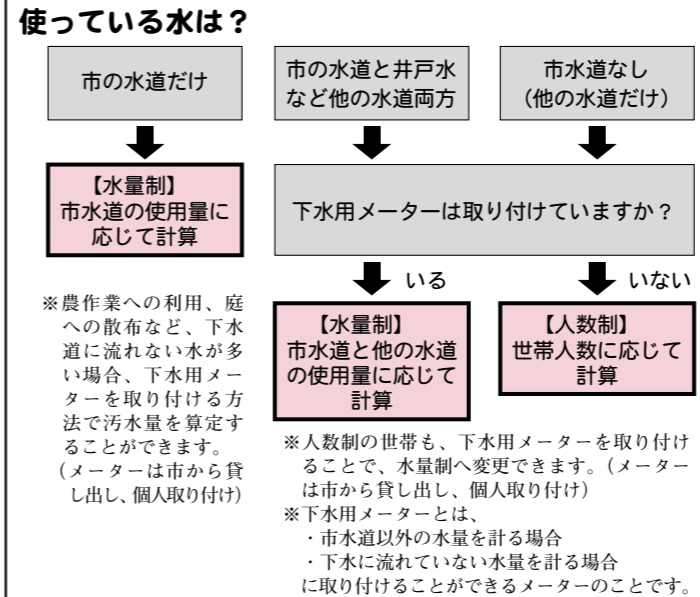 使っている水は？
市の水道だけ
市の水道と井戸水
など他の水道両方
市水道なし
（他の水道だけ）
【水量制】
市水道の使用量に
応じて計算
下水用メーターは取り付けていますか？
いる
いない
【水量制】
市水道と他の水道
の使用量に応じて
計算
【人数制】
世帯人数に応じて
計算
※農作業への利用、庭
への散布など、下水
道に流れない水が多
い場合、下水用メー
ターを取り付ける方
法で汚水量を算定す
ることができます。
（メーターは市から貸
し出し、個人取り付け）
※人数制の世帯も、下水用メーターを取り付け
ることで、水量制へ変更できます。（メーター
は市から貸し出し、個人取り付け）
※下水用メーターとは、
・市水道以外の水量を計る場合
・下水に流れていない水量を計る場合
に取り付けることができるメーターのことです。